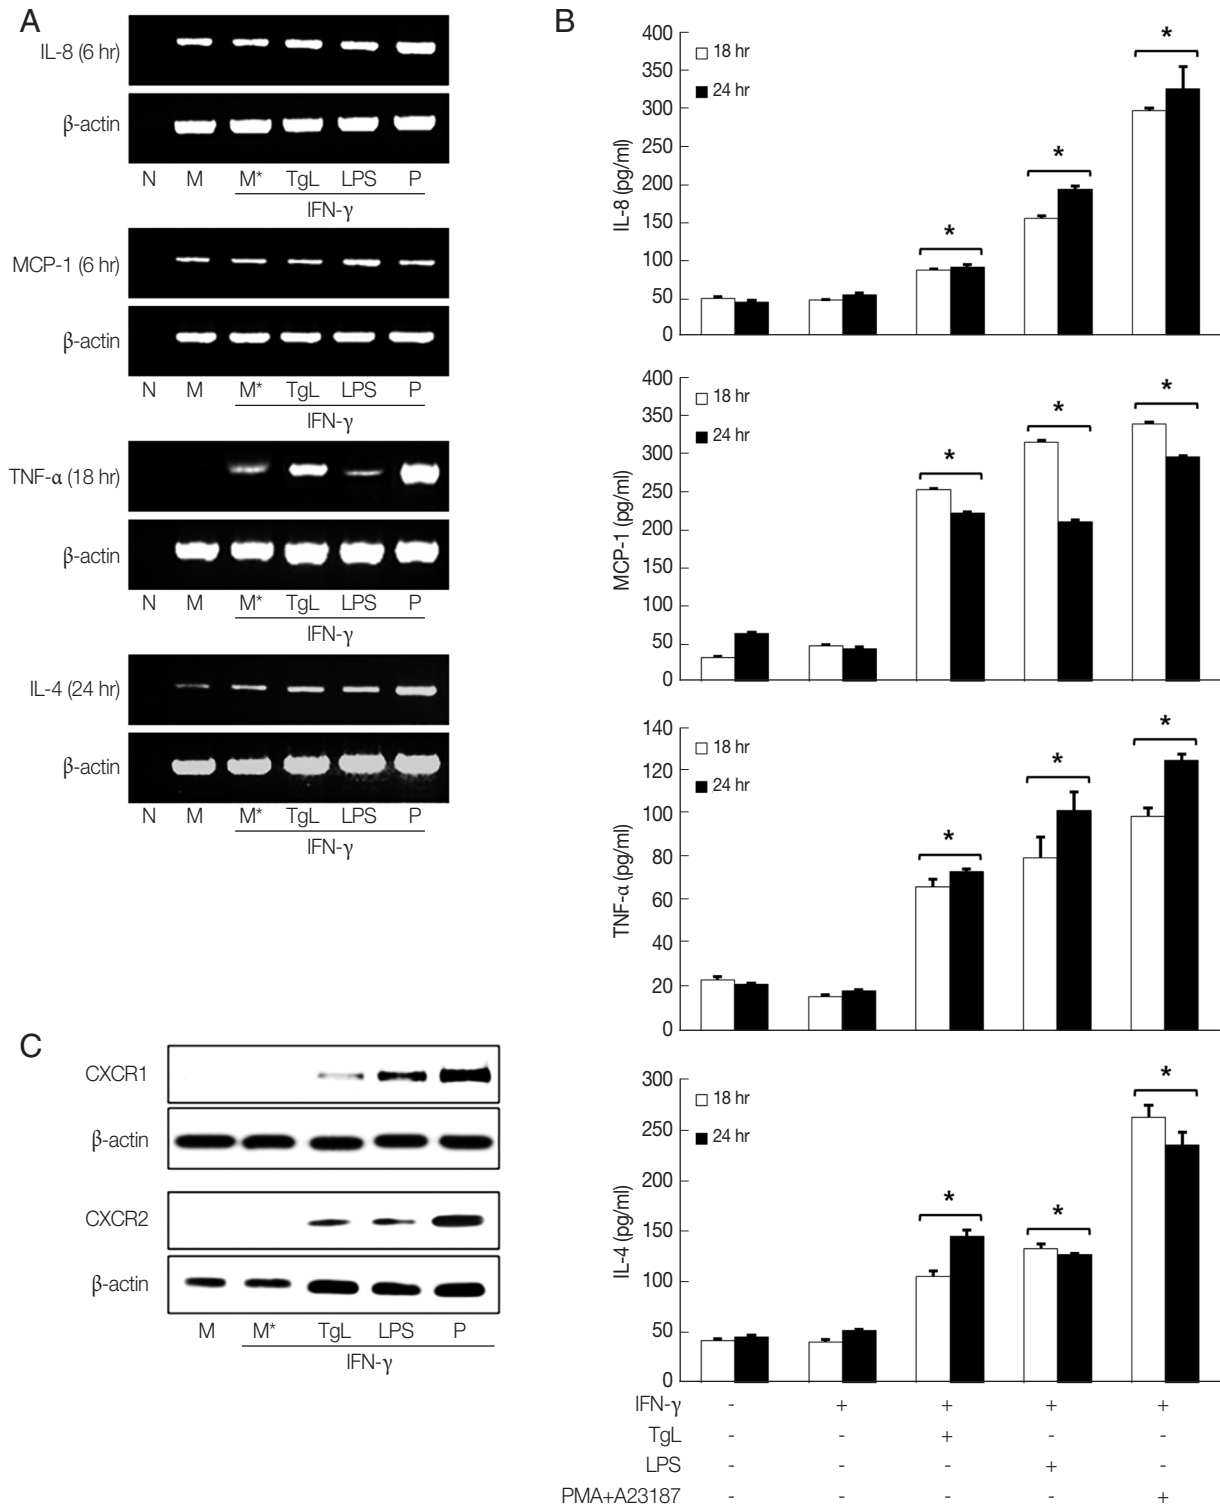 A
IL-8 (6 hr)
β-actin
N M M* TgL LPS P
IFN-γ
MCP-1 (6 hr)
β-actin
N M M* TgL LPS P
IFN-γ
TNF-α (18 hr)
β-actin
N M M* TgL LPS P
IFN-γ
IL-4 (24 hr)
β-actin
N M M* TgL LPS P
IFN-γ
B
IL-8 (pg/ml)
400
350
300
250
200
150
100
50
0
18 hr
24 hr
* * *
MCP-1 (pg/ml)
400
350
300
250
200
150
100
50
0
18 hr
24 hr
* * *
TNF-α (pg/ml)
140
120
100
80
60
40
20
0
18 hr
24 hr
* * *
IL-4 (pg/ml)
300
250
200
150
100
50
0
18 hr
24 hr
* * *
IFN-γ - + + + +
TgL - - + - -
LPS - - - + -
PMA+A23187 - - - - +
C
CXCR1
β-actin
CXCR2
β-actin
M M* TgL LPS P
IFN-γ